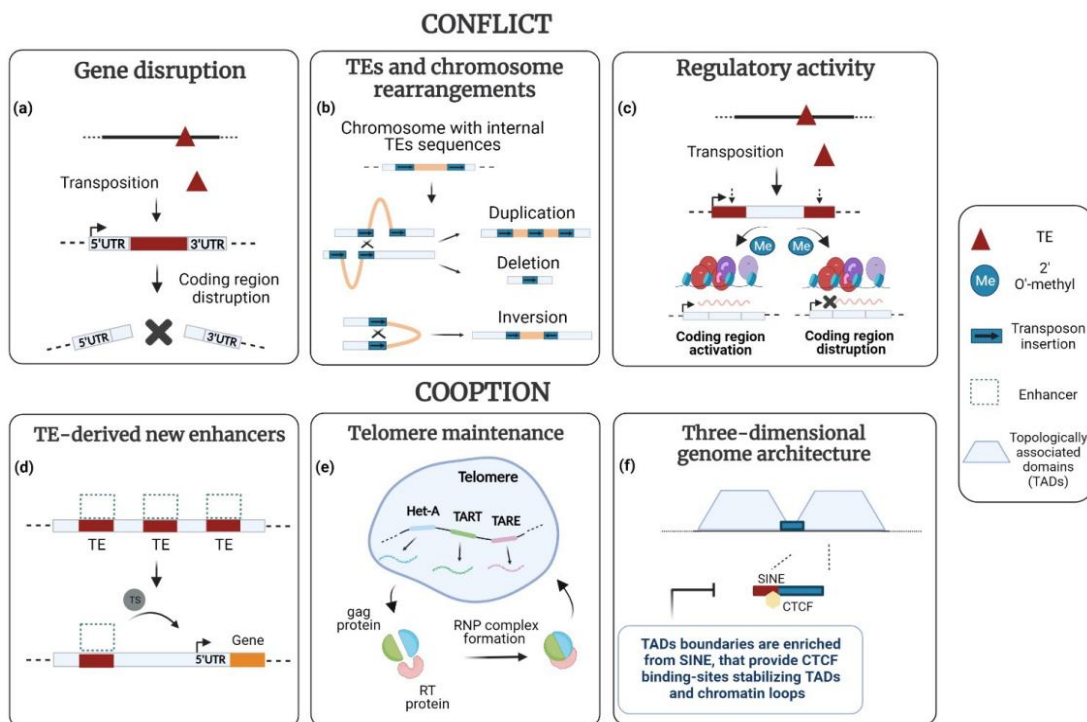 CONFLICT
Gene disruption
(a)
Transposition
5'UTR
3'UTR
Coding region
distruption
5'UTR
3'UTR
TEs and chromosome
rearrangements
(b)
Chromosome with internal
TEs sequences
Duplication
Deletion
Inversion
Regulatory activity
(c)
Transposition
Me
Me
Coding region
activation
Coding region
distruption
COOPTION
TE-derived new enhancers
(d)
TE
TE
TE
TS
5'UTR
Gene
Telomere maintenance
(e)
Telomere
Het-A
TART
TARE
gag
protein
RNP complex
formation
RT
protein
Three-dimensional
genome architecture
(f)
SINE
CTCF
TADs boundaries are enriched
from SINE, that provide CTCF
binding-sites stabilizing TADs
and chromatin loops
TE
Me
2'
O'-methyl
Transposon
insertion
Enhancer
Topologically
associated
domains
(TADs)